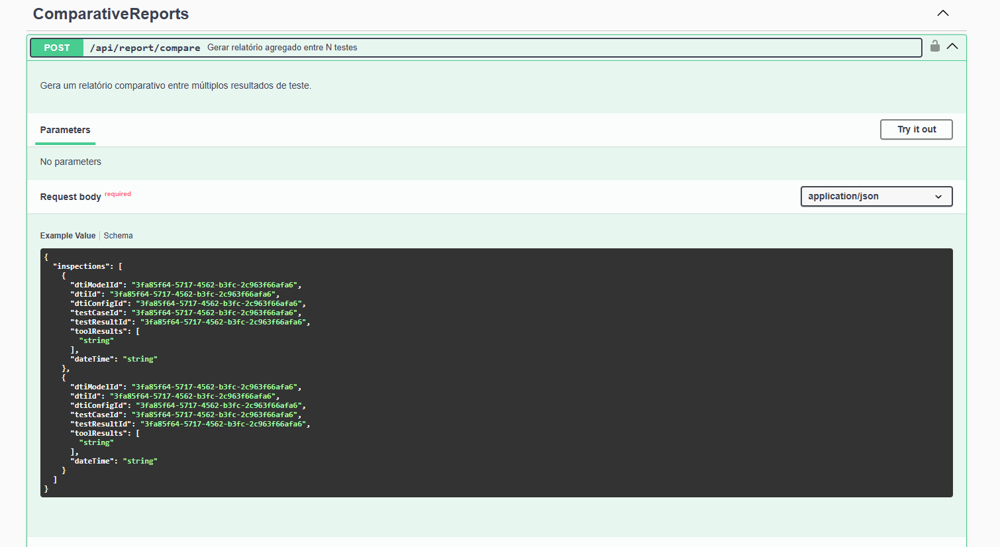 ComparativeReports
POST /api/report/compare Gerar relatório agregado entre N testes
Gera um relatório comparativo entre múltiplos resultados de teste.
Parameters
Try it out
No parameters
Request body required
application/json
Example Value Schema
{
  "inspections": [
    {
      "dtiModelId": "3fa85f64-5717-4562-b3fc-2c963f66afa6",
      "dtiId": "3fa85f64-5717-4562-b3fc-2c963f66afa6",
      "dtiConfigId": "3fa85f64-5717-4562-b3fc-2c963f66afa6",
      "testCaseId": "3fa85f64-5717-4562-b3fc-2c963f66afa6",
      "testResultId": "3fa85f64-5717-4562-b3fc-2c963f66afa6",
      "toolResults": [
        "string"
      ],
      "dateTime": "string"
    },
    {
      "dtiModelId": "3fa85f64-5717-4562-b3fc-2c963f66afa6",
      "dtiId": "3fa85f64-5717-4562-b3fc-2c963f66afa6",
      "dtiConfigId": "3fa85f64-5717-4562-b3fc-2c963f66afa6",
      "testCaseId": "3fa85f64-5717-4562-b3fc-2c963f66afa6",
      "testResultId": "3fa85f64-5717-4562-b3fc-2c963f66afa6",
      "toolResults": [
        "string"
      ],
      "dateTime": "string"
    }
  ]
}